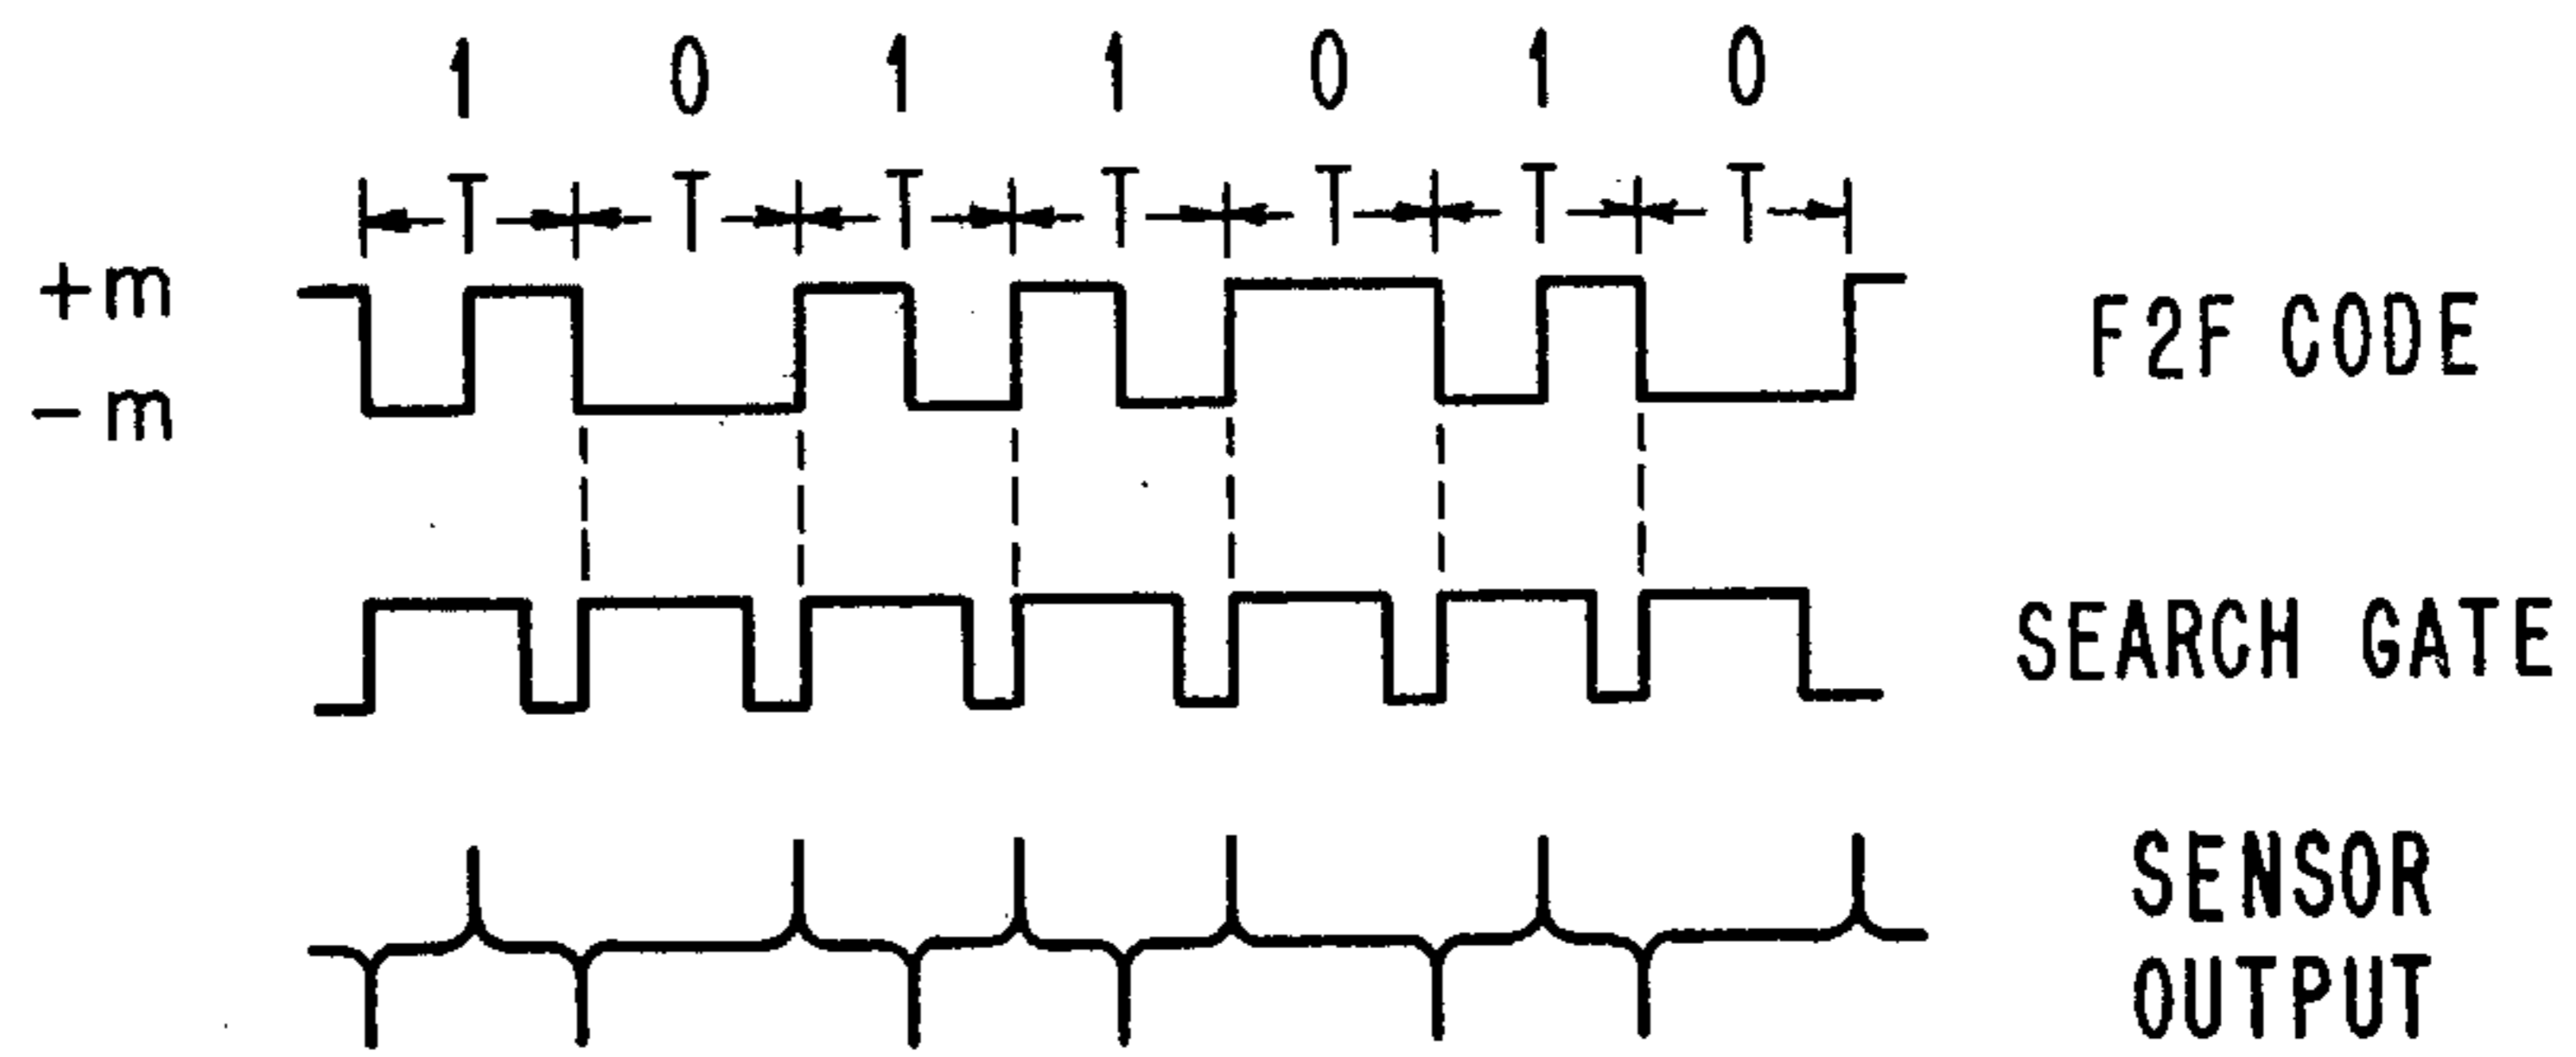 1 0 1 1 0 1 0
T T T T T T T
+m
-m
F2F CODE
SEARCH GATE
SENSOR
OUTPUT